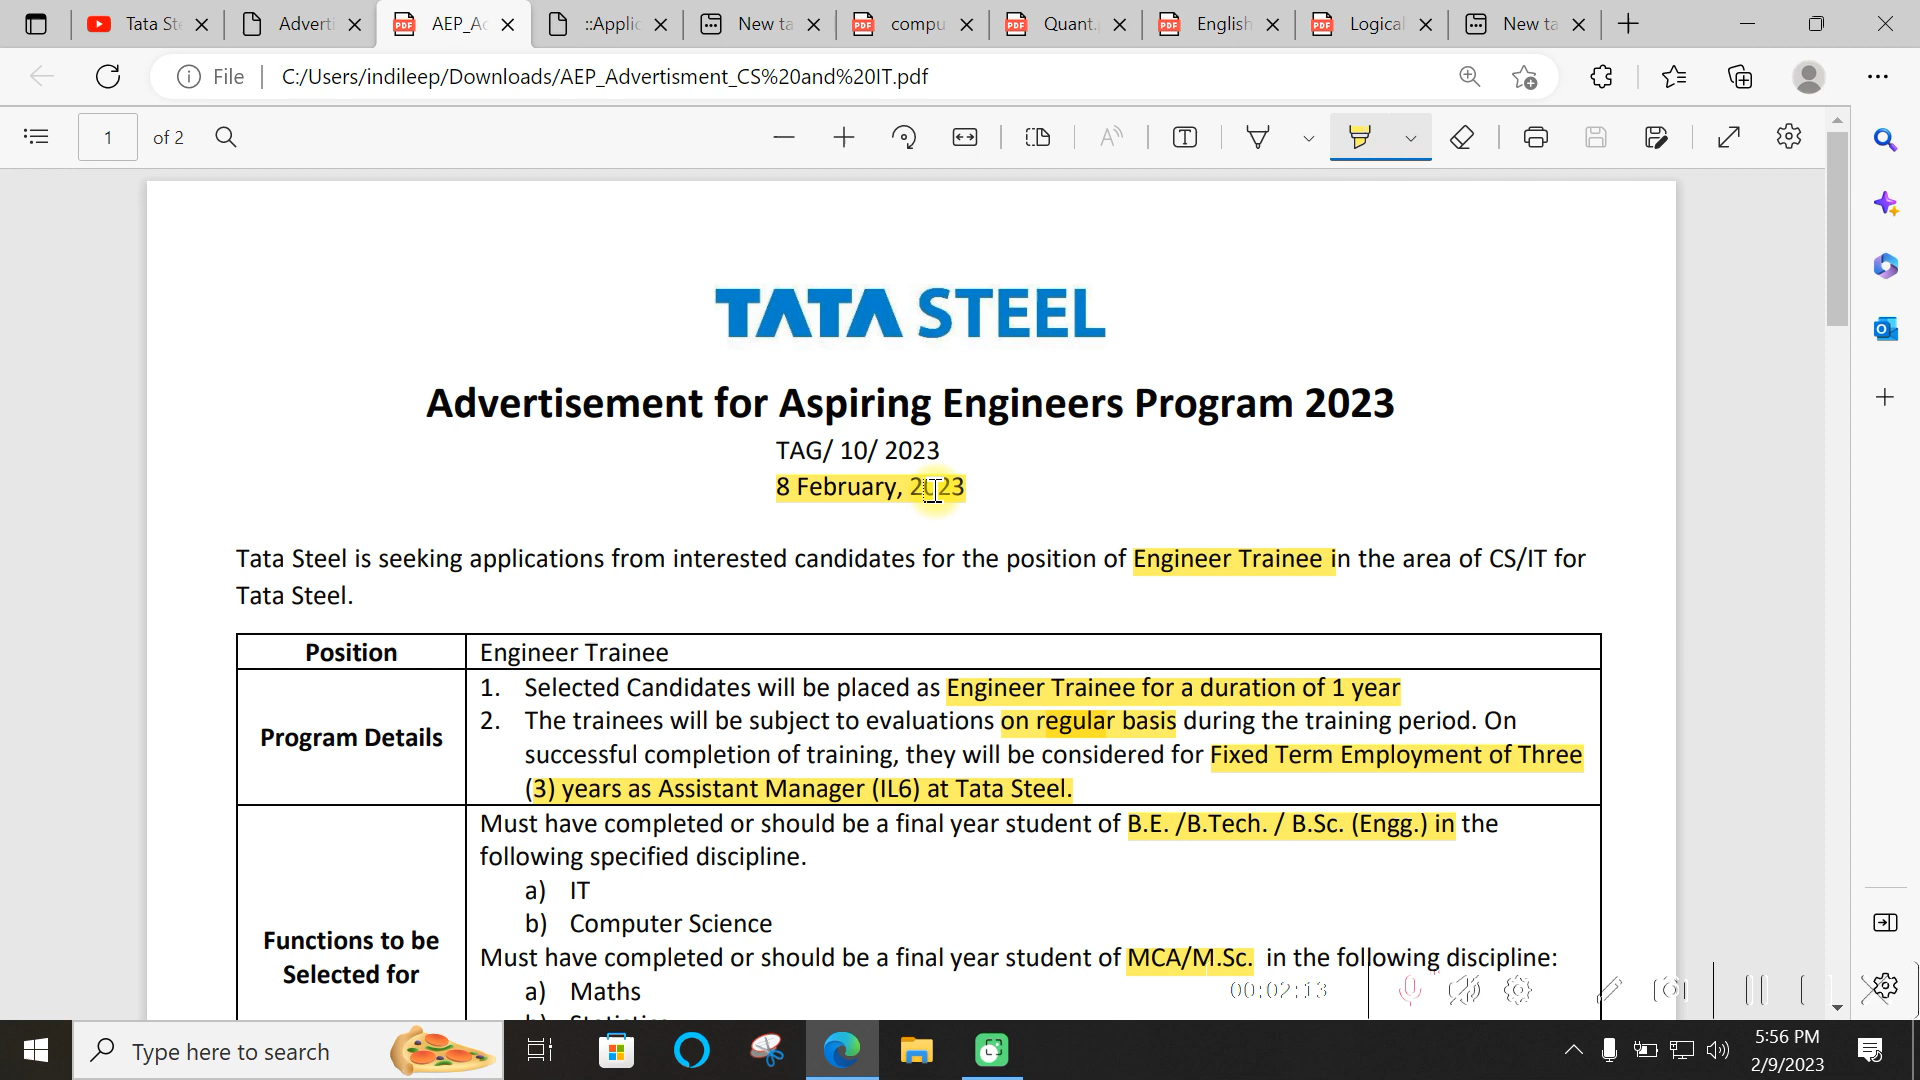 Tata St
Adverti
AEP_Ac
::Applic
New ta
compu
Quant.
English
Logical
New ta
File
C:/Users/indileep/Downloads/AEP_Advertisment_CS%20and%20IT.pdf
1 of 2
TATA STEEL
Advertisement for Aspiring Engineers Program 2023
TAG/ 10/ 2023
8 February, 2023
Tata Steel is seeking applications from interested candidates for the position of Engineer Trainee in the area of CS/IT for
Tata Steel.
Position
Engineer Trainee
Program Details
1. Selected Candidates will be placed as Engineer Trainee for a duration of 1 year
2. The trainees will be subject to evaluations on regular basis during the training period. On
successful completion of training, they will be considered for Fixed Term Employment of Three
(3) years as Assistant Manager (IL6) at Tata Steel.
Functions to be
Selected for
Must have completed or should be a final year student of B.E. /B.Tech. / B.Sc. (Engg.) in the
following specified discipline.
a) IT
b) Computer Science
Must have completed or should be a final year student of MCA/M.Sc. in the following discipline:
a) Maths
00:02:13
Type here to search
5:56 PM
2/9/2023